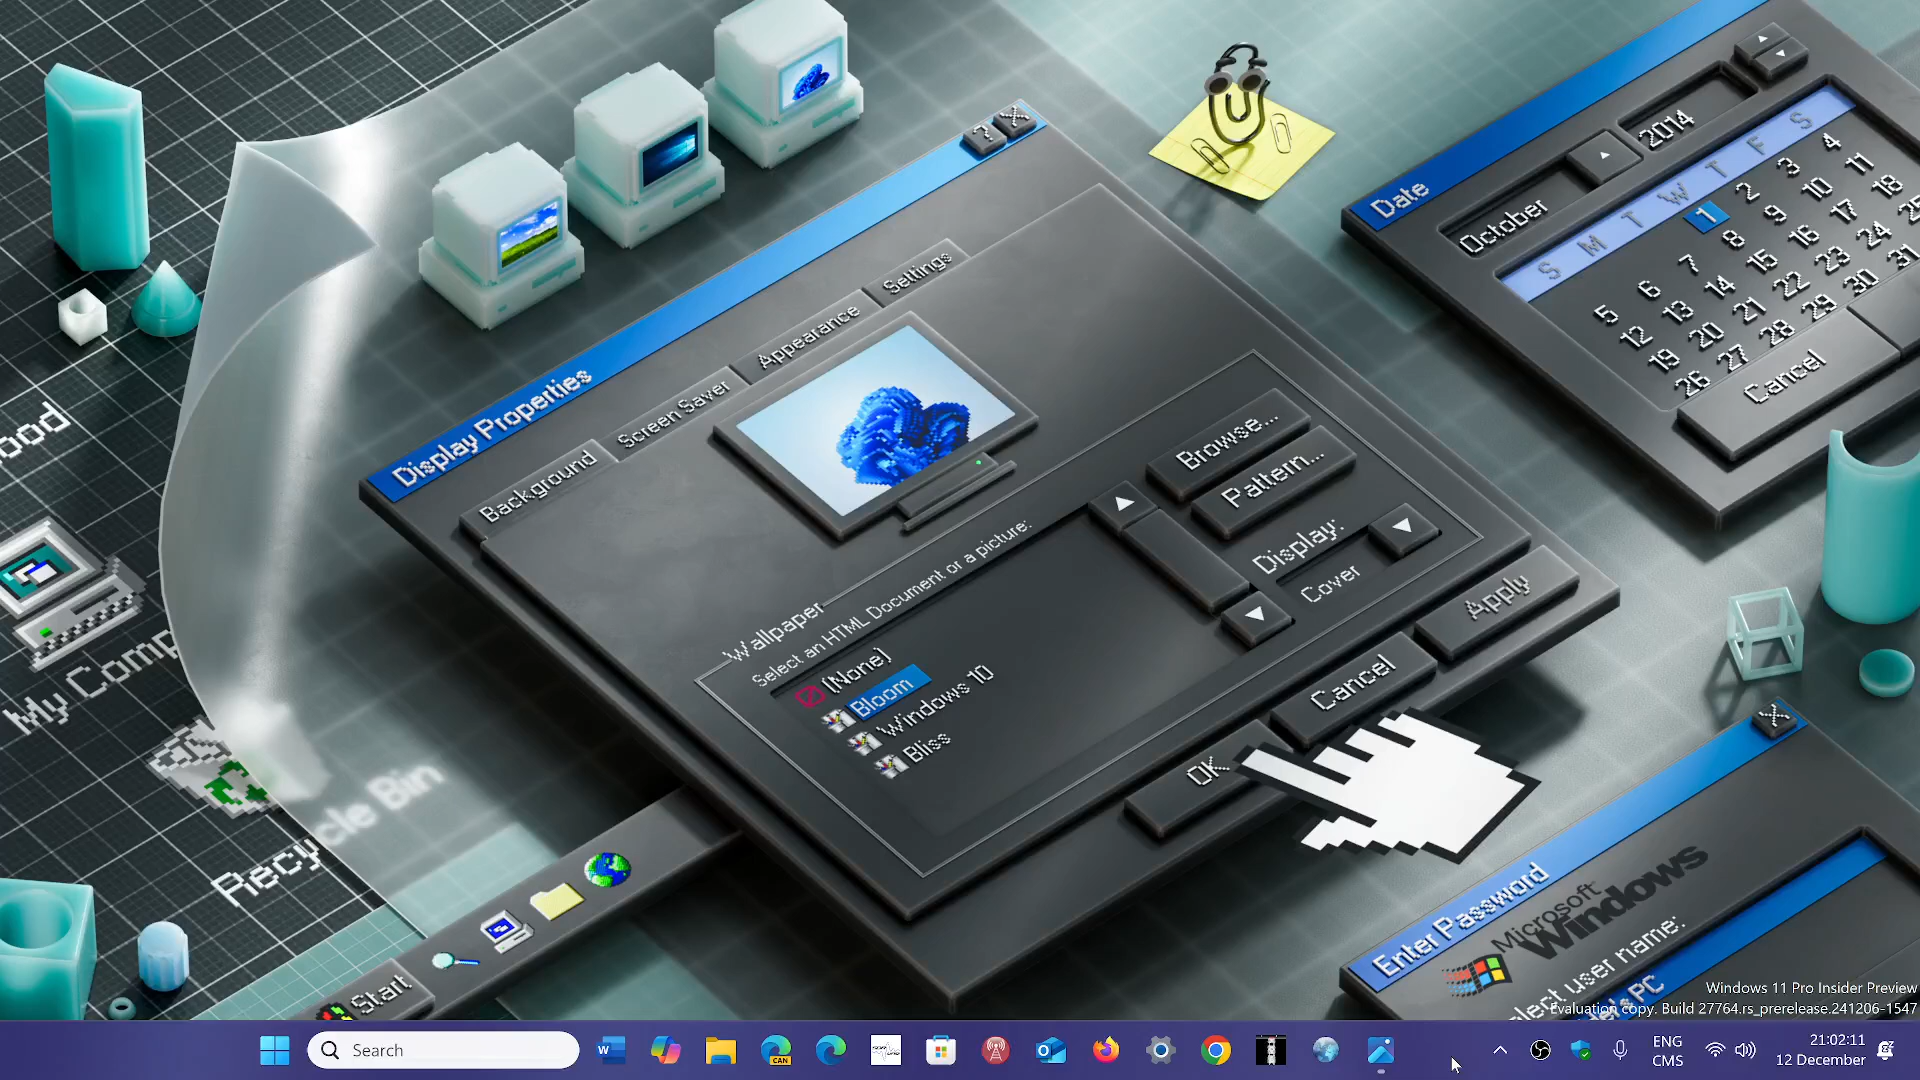 Date
October
2014
S M T W T F S
1 2 3 4
5 6 7 8 9 10 11
12 13 14 15 16 17 18
19 20 21 22 23 24 25
26 27 28 29 30 31
Cancel
?
Display Properties
Background
Screen Saver
Appearance
Settings
Browse...
Pattern...
Display:
Cover
Wallpaper
Select an HTML Document or a picture:
(None)
Bloom
Windows 10
Bliss
OK
Cancel
Apply
ood
My Comp
Recycle Bin
Start
Enter Password
Microsoft
Windows
elect user name:
's PC
Windows 11 Pro Insider Preview
Evaluation copy. Build 27764.rs_prerelease.241206-1547
Search
W
CAN
ENG
CMS
21:02:11
12 December